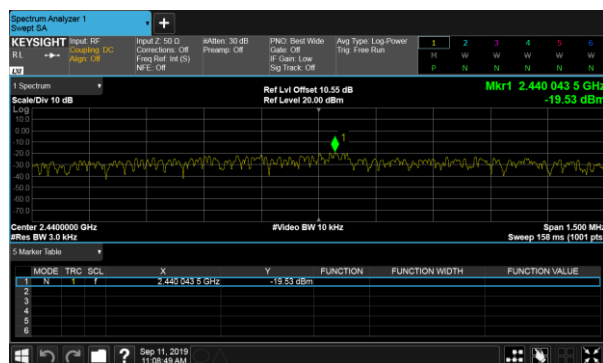 Spectrum Analyzer 1
Swept SA
KEYSIGHT Input: RF
R L Coupling: DC
Align: Off
LXI
Input Z: 50 Ω
Corrections: Off
Freq Ref: Int (S)
NFE: Off
#Atten: 30 dB
Preamp: Off
PNO: Best Wide
Gate: Off
IF Gain: Low
Sig Track: Off
Avg Type: Log-Power
Trig: Free Run
1 2 3 4 5 6
M W W W W W
P N N N N N
1 Spectrum
Scale/Div 10 dB
Ref Lvl Offset 10.55 dB
Ref Level 20.00 dBm
Mkr1 2.440 043 5 GHz
-19.53 dBm
Log
10.0
0.00
-10.0
-20.0
-30.0
-40.0
-50.0
-60.0
-70.0
1
Center 2.4400000 GHz
#Res BW 3.0 kHz
#Video BW 10 kHz
Span 1.500 MHz
Sweep 158 ms (1001 pts)
5 Marker Table
MODE TRC SCL X Y FUNCTION FUNCTION WIDTH FUNCTION VALUE
1 N 1 f 2.440 043 5 GHz -19.53 dBm
2
3
4
5
6
?
Sep 11, 2019
11:08:49 AM